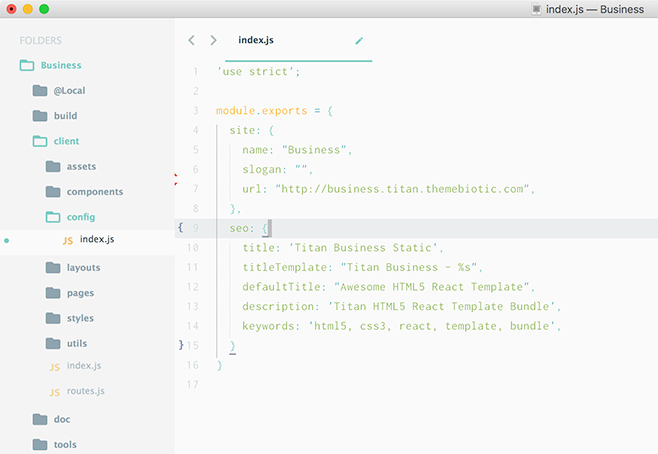 index.js — Business
FOLDERS
Business
@Local
build
client
assets
components
config
JS index.js
layouts
pages
styles
utils
JS index.js
JS routes.js
doc
tools
index.js
1 'use strict';
2
3 module.exports = {
4 site: {
5 name: "Business",
6 slogan: "",
7 url: "http://business.titan.themebiotic.com",
8 },
{ 9 seo: {
10 title: 'Titan Business Static',
11 titleTemplate: "Titan Business - %s",
12 defaultTitle: "Awesome HTML5 React Template",
13 description: 'Titan HTML5 React Template Bundle',
14 keywords: 'html5, css3, react, template, bundle',
} 15 }
16 }
17